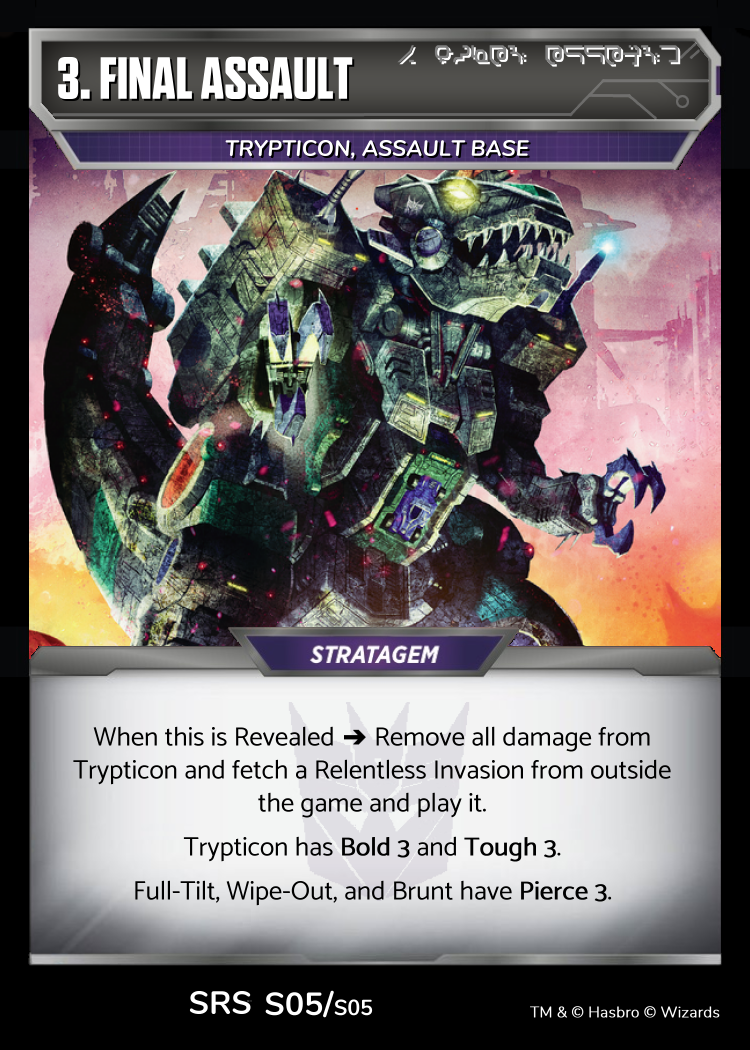 3. FINAL ASSAULT
TRYPTICON, ASSAULT BASE
STRATAGEM
When this is Revealed ➔ Remove all damage from
Trypticon and fetch a Relentless Invasion from outside
the game and play it.
Trypticon has Bold 3 and Tough 3.
Full-Tilt, Wipe-Out, and Brunt have Pierce 3.
SRS S05/S05
TM & © Hasbro © Wizards